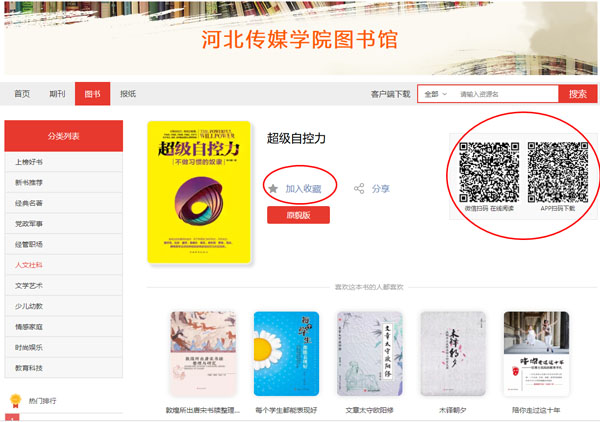 河北传媒学院图书馆
首页 期刊 图书 报纸 客户端下载 全部 请输入资源名 搜索
分类列表
上榜好书
新书推荐
经典名著
党政军事
经管职场
人文社科
文学艺术
少儿幼教
情感家庭
时尚娱乐
教育科技
热门排行
超级自控力
不做习惯的奴隶
超级自控力
加入收藏 分享
原貌版
微信扫码 在线阅读 APP扫码下载
喜欢这本书的人都喜欢
敦煌所出唐宋书牍整理...
每个学生都能表现好
文章太守欧阳修
木译朝夕
陪你走过这十年